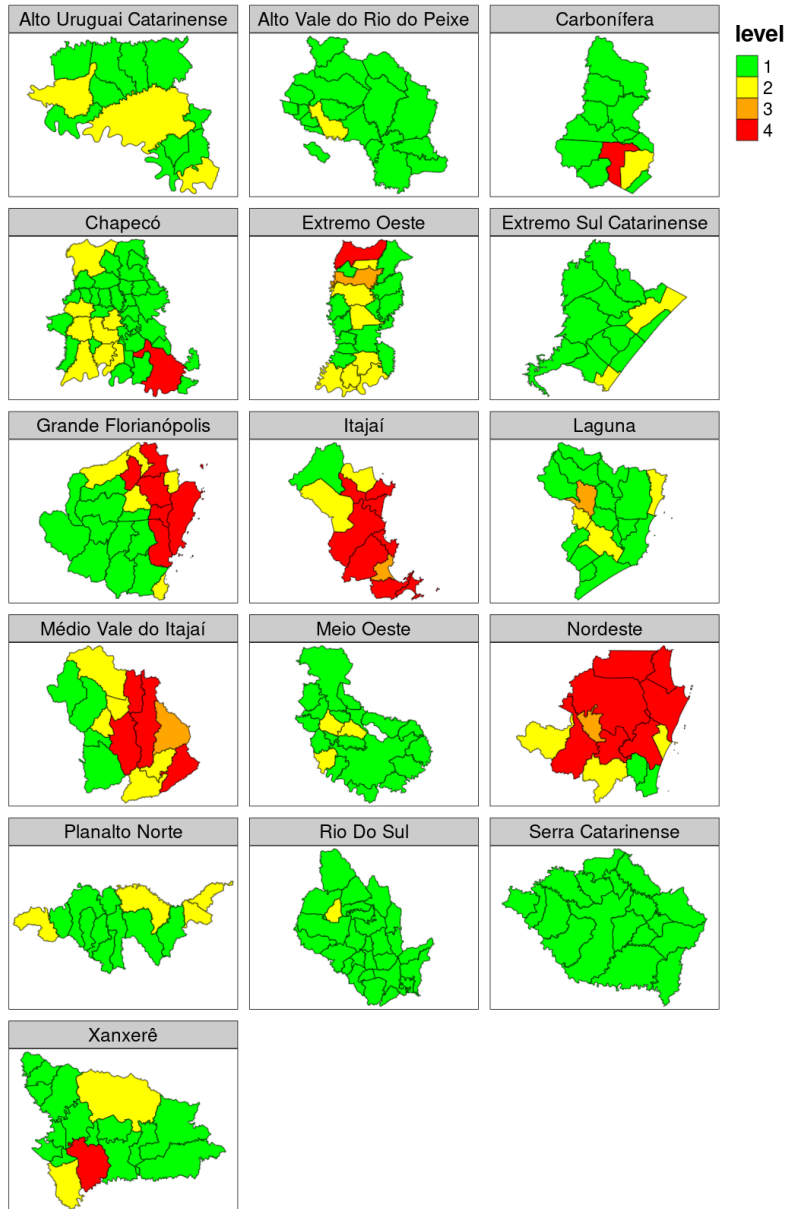 Alto Uruguai Catarinense
Alto Vale do Rio do Peixe
Carbonífera
level
1
2
3
4
Chapecó
Extremo Oeste
Extremo Sul Catarinense
Grande Florianópolis
Itajaí
Laguna
Médio Vale do Itajaí
Meio Oeste
Nordeste
Planalto Norte
Rio Do Sul
Serra Catarinense
Xanxerê